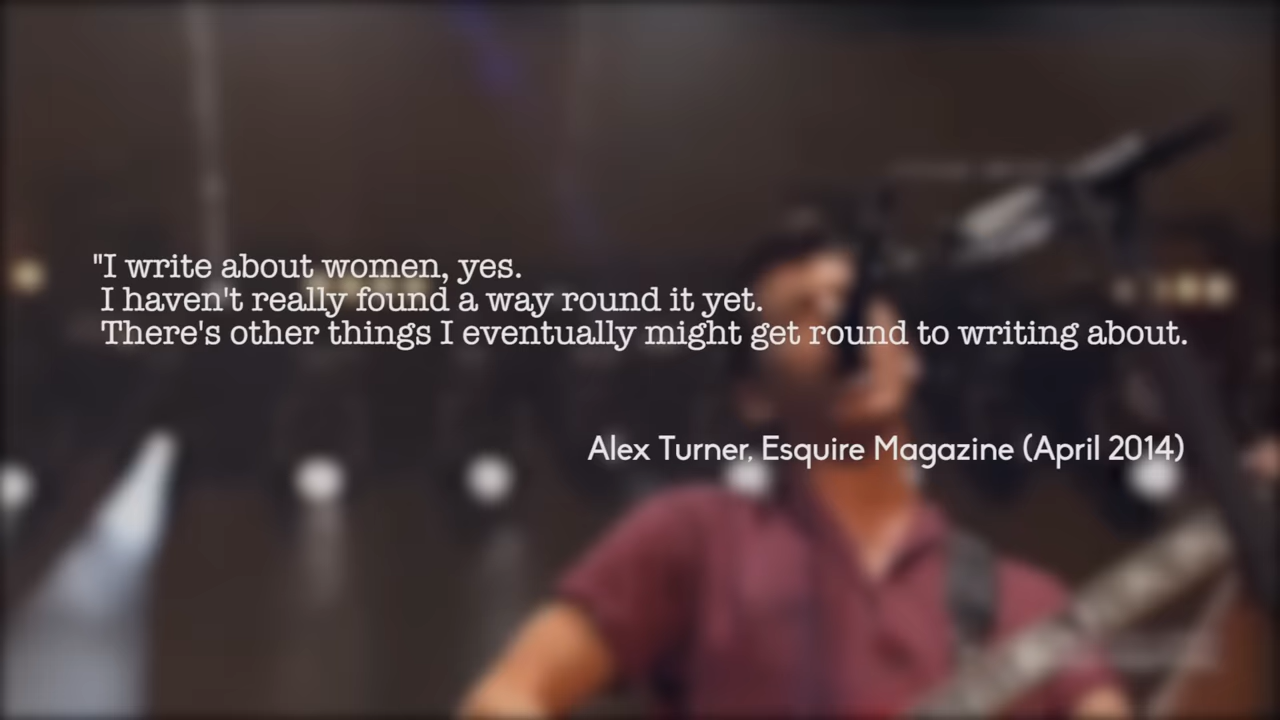 "I write about women, yes.
I haven't really found a way round it yet.
There's other things I eventually might get round to writing about.
Alex Turner, Esquire Magazine (April 2014)